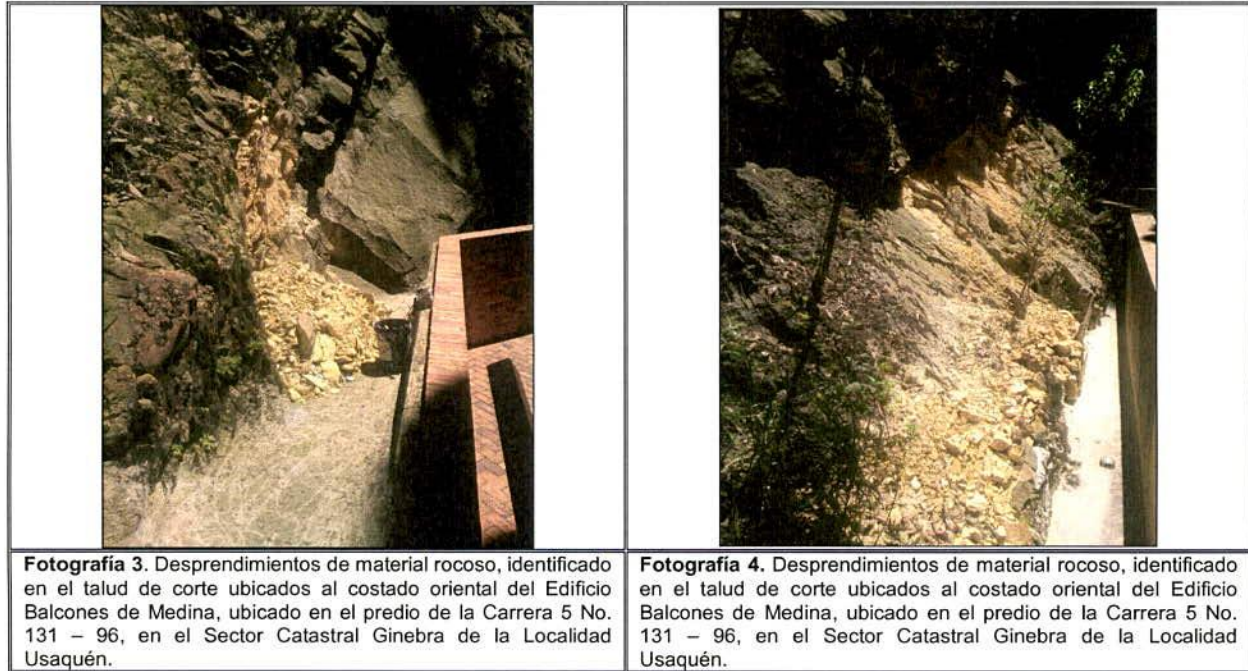 Fotografía 3. Desprendimientos de material rocoso, identificado
en el talud de corte ubicados al costado oriental del Edificio
Balcones de Medina, ubicado en el predio de la Carrera 5 No.
131 – 96, en el Sector Catastral Ginebra de la Localidad
Usaquén.
Fotografía 4. Desprendimientos de material rocoso, identificado
en el talud de corte ubicados al costado oriental del Edificio
Balcones de Medina, ubicado en el predio de la Carrera 5 No.
131 – 96, en el Sector Catastral Ginebra de la Localidad
Usaquén.